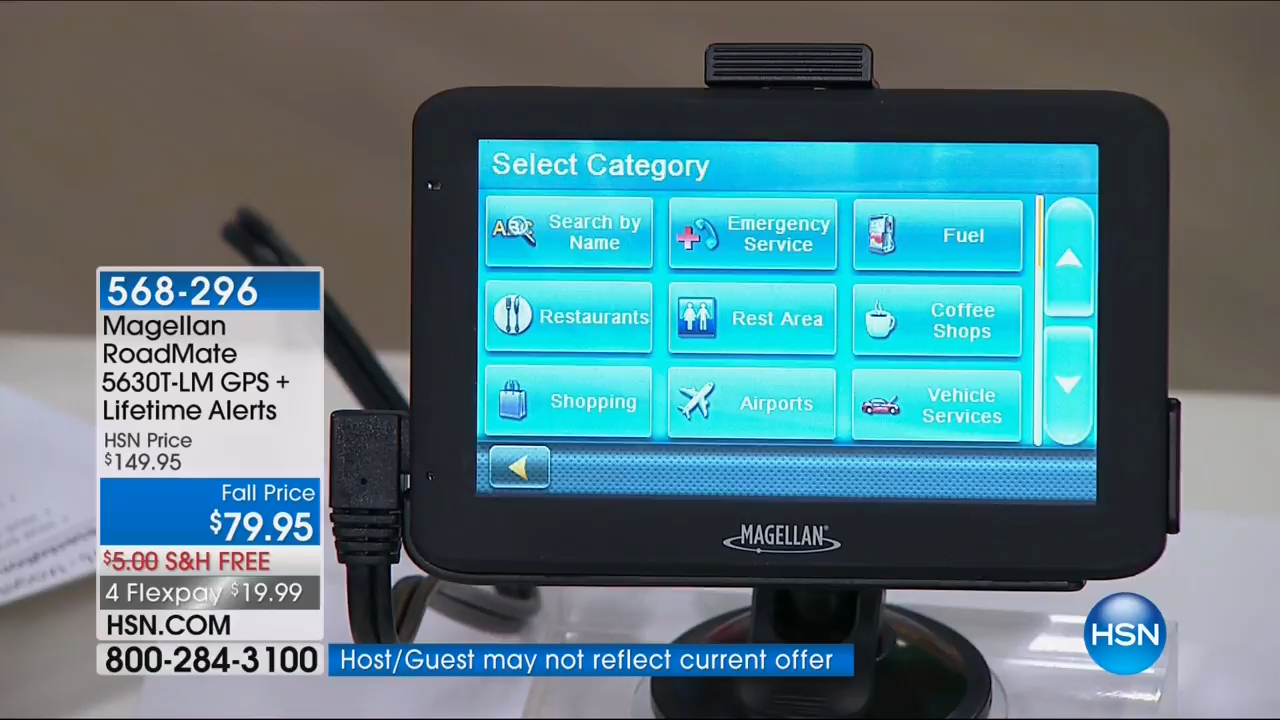 Select Category
ABC
Search by
Name
Emergency
Service
Fuel
Restaurants
Rest Area
Coffee
Shops
Shopping
Airports
Vehicle
Services
MAGELLAN®
568-296
Magellan
RoadMate
5630T-LM GPS +
Lifetime Alerts
HSN Price
$149.95
Fall Price
$79.95
$5.00 S&H FREE
4 Flexpay $19.99
HSN.COM
800-284-3100
Host/Guest may not reflect current offer
HSN